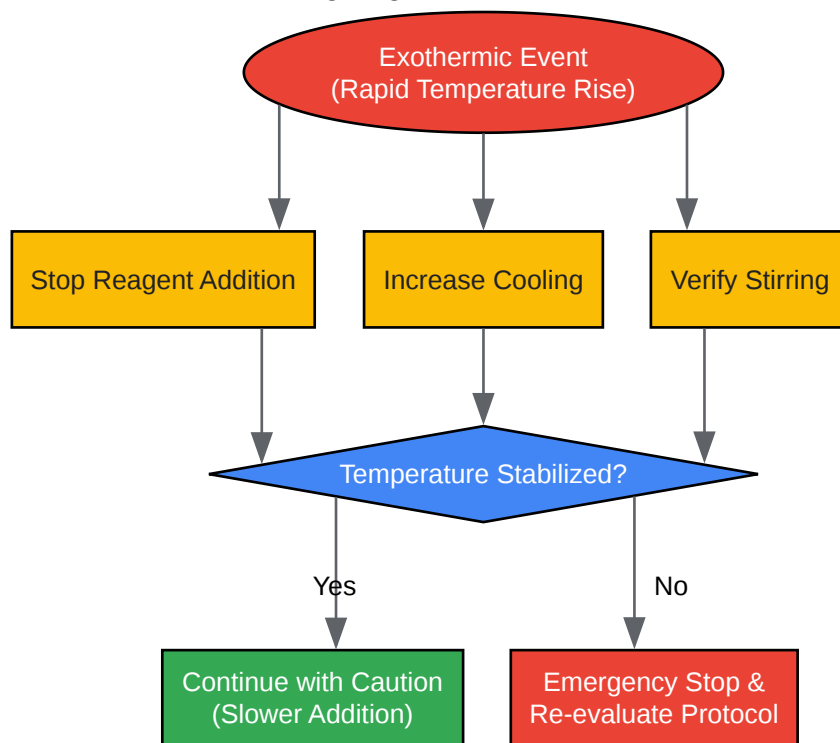 Exothermic Event
(Rapid Temperature Rise)
Stop Reagent Addition
Increase Cooling
Verify Stirring
Temperature Stabilized?
Yes
No
Continue with Caution
(Slower Addition)
Emergency Stop &
Re-evaluate Protocol